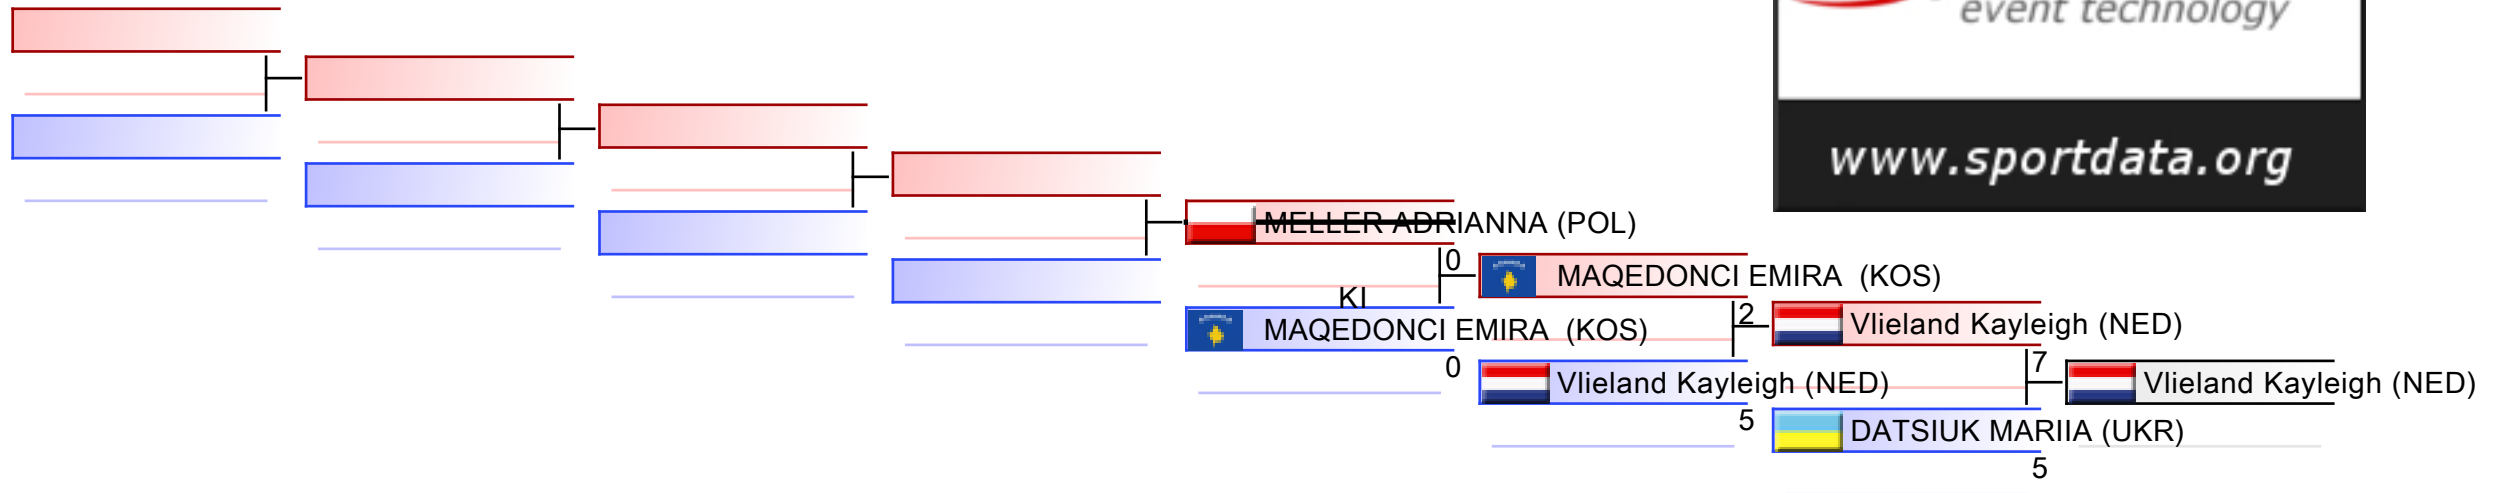 event technology
www.sportdata.org
MELLER ADRIANNA (POL)
0
MAQEDONCI EMIRA (KOS)
KI
MAQEDONCI EMIRA (KOS)
0
2
Vlieland Kayleigh (NED)
Vlieland Kayleigh (NED)
5
7
Vlieland Kayleigh (NED)
DATSIUK MARIIA (UKR)
5